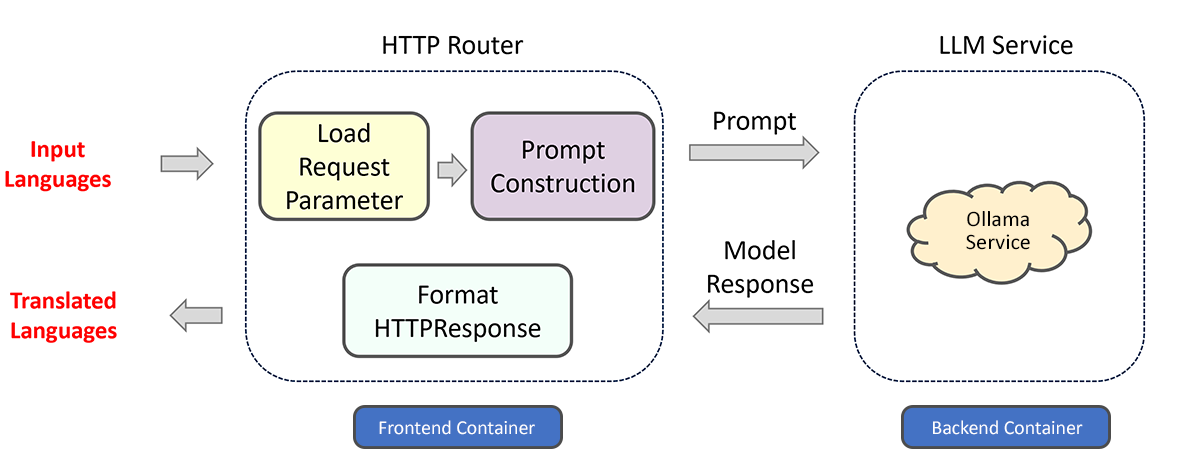 HTTP Router
LLM Service
Input
Languages
Load
Request
Parameter
Prompt
Construction
Prompt
Ollama
Service
Model
Response
Translated
Languages
Format
HTTPResponse
Frontend Container
Backend Container